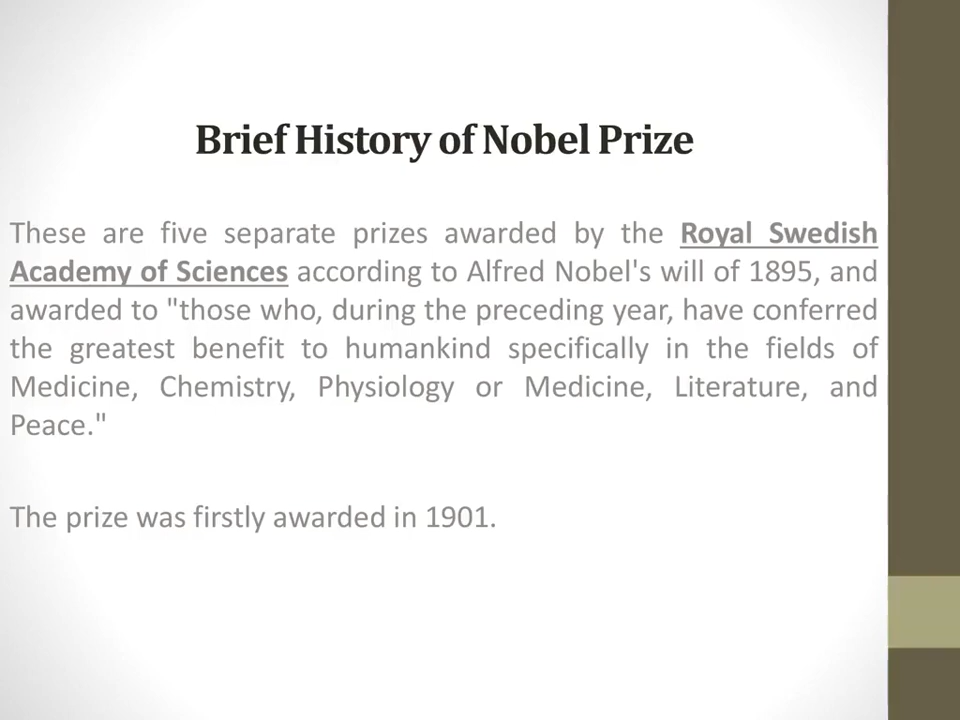 Brief History of Nobel Prize
These are five separate prizes awarded by the Royal Swedish
Academy of Sciences according to Alfred Nobel's will of 1895, and
awarded to "those who, during the preceding year, have conferred
the greatest benefit to humankind specifically in the fields of
Medicine, Chemistry, Physiology or Medicine, Literature, and
Peace."
The prize was firstly awarded in 1901.